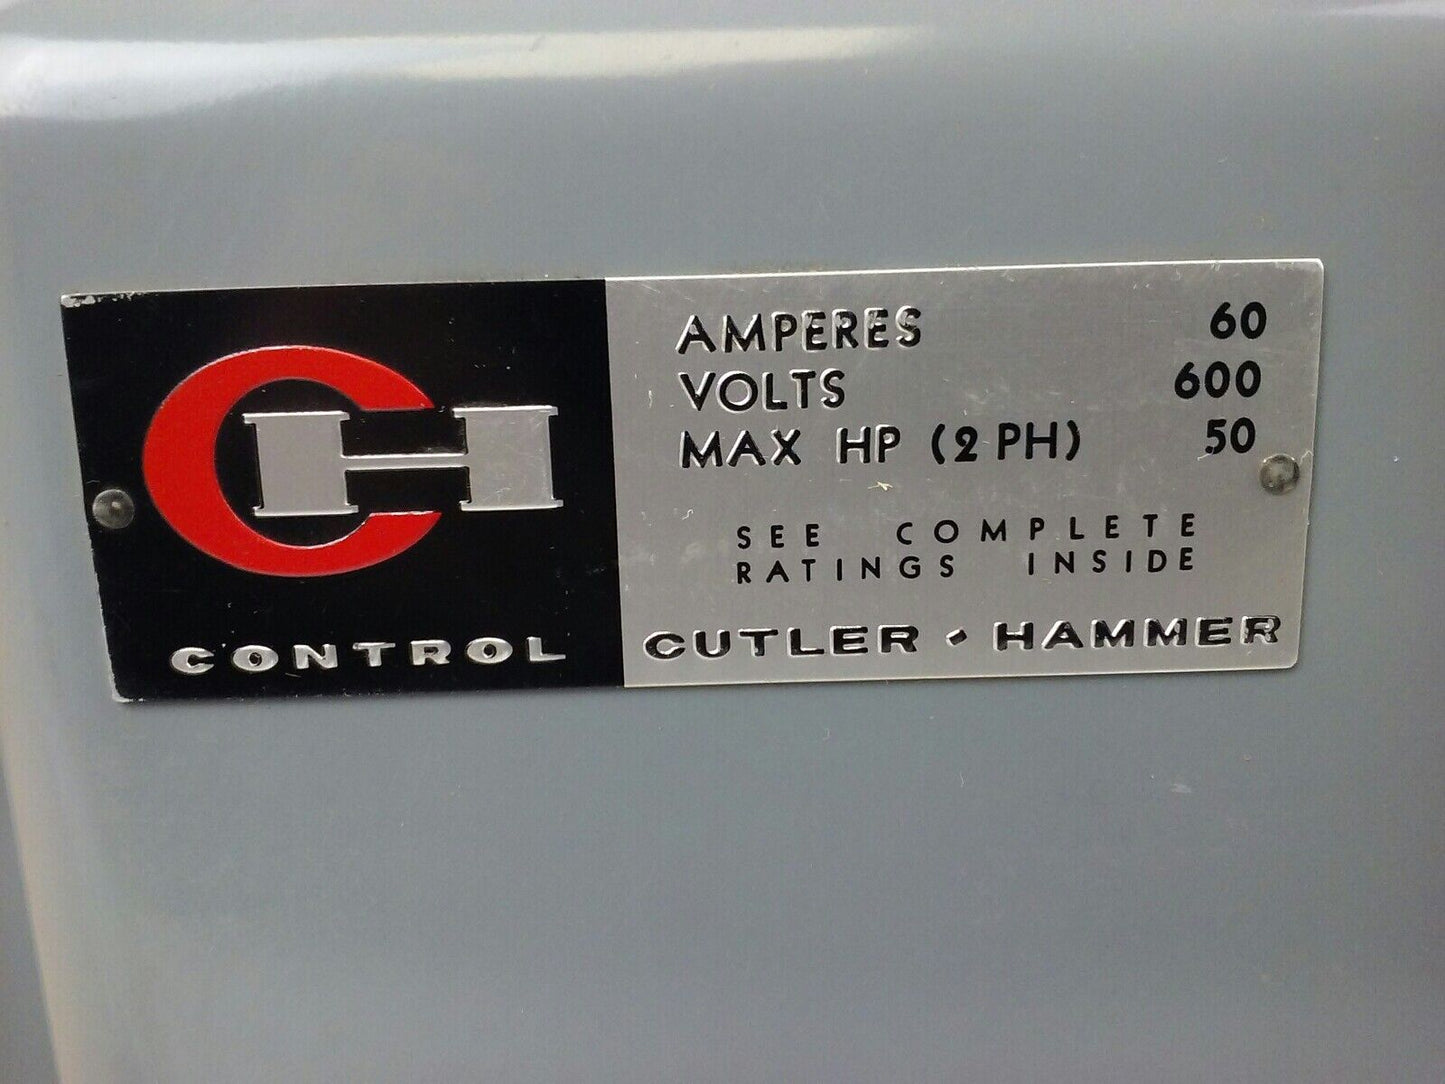 CH
CONTROL
AMPERES 60
VOLTS 600
MAX HP (2 PH) 50
SEE COMPLETE
RATINGS INSIDE
CUTLER • HAMMER